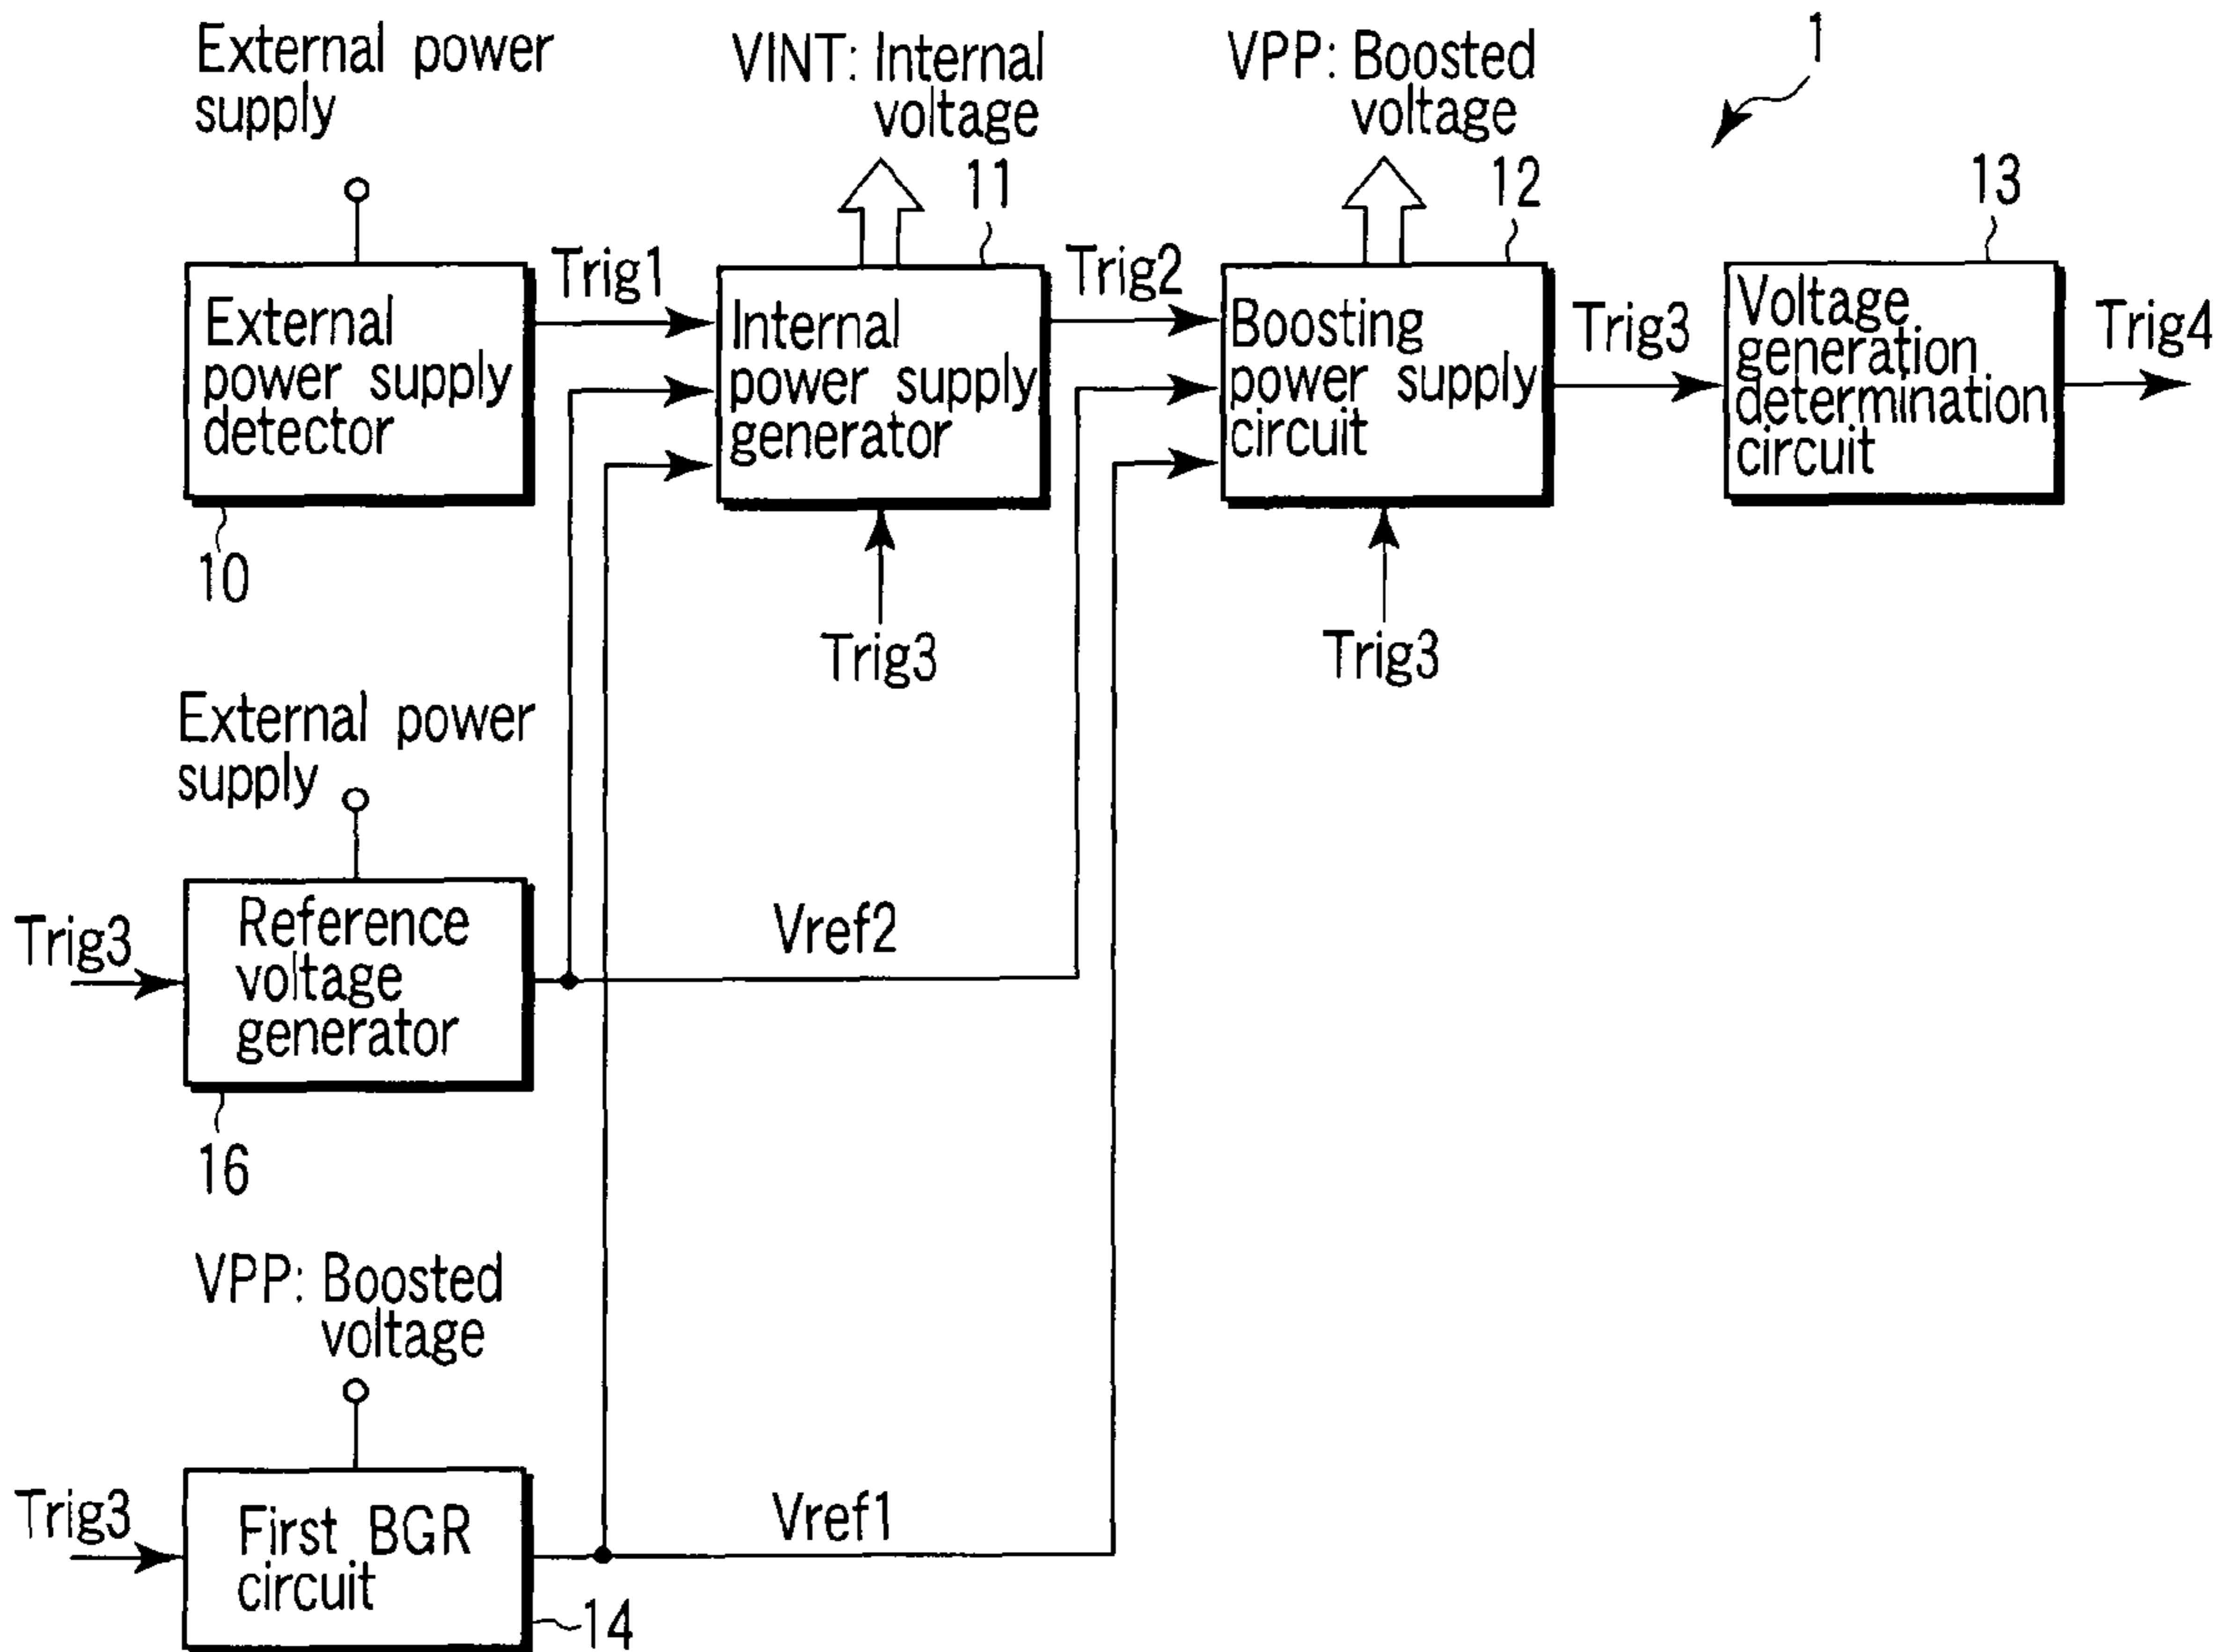 External power
supply
VINT: Internal
voltage
VPP: Boosted
voltage
1
11
12
13
Trig1
Trig2
Trig3
Trig4
External
power supply
detector
Internal
power supply
generator
Boosting
power supply
circuit
Voltage
generation
determination
circuit
10
Trig3
Trig3
External power
supply
Trig3
Reference
voltage
generator
Vref2
16
VPP: Boosted
voltage
Trig3
First BGR
circuit
Vref1
14